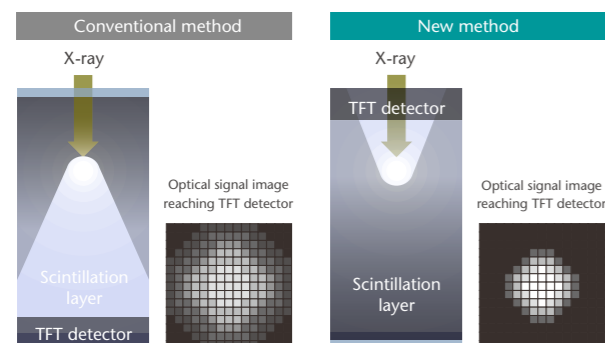 Conventional method
X-ray
Optical signal image
reaching TFT detector
Scintillation
layer
TFT detector
New method
X-ray
TFT detector
Optical signal image
reaching TFT detector
Scintillation
layer